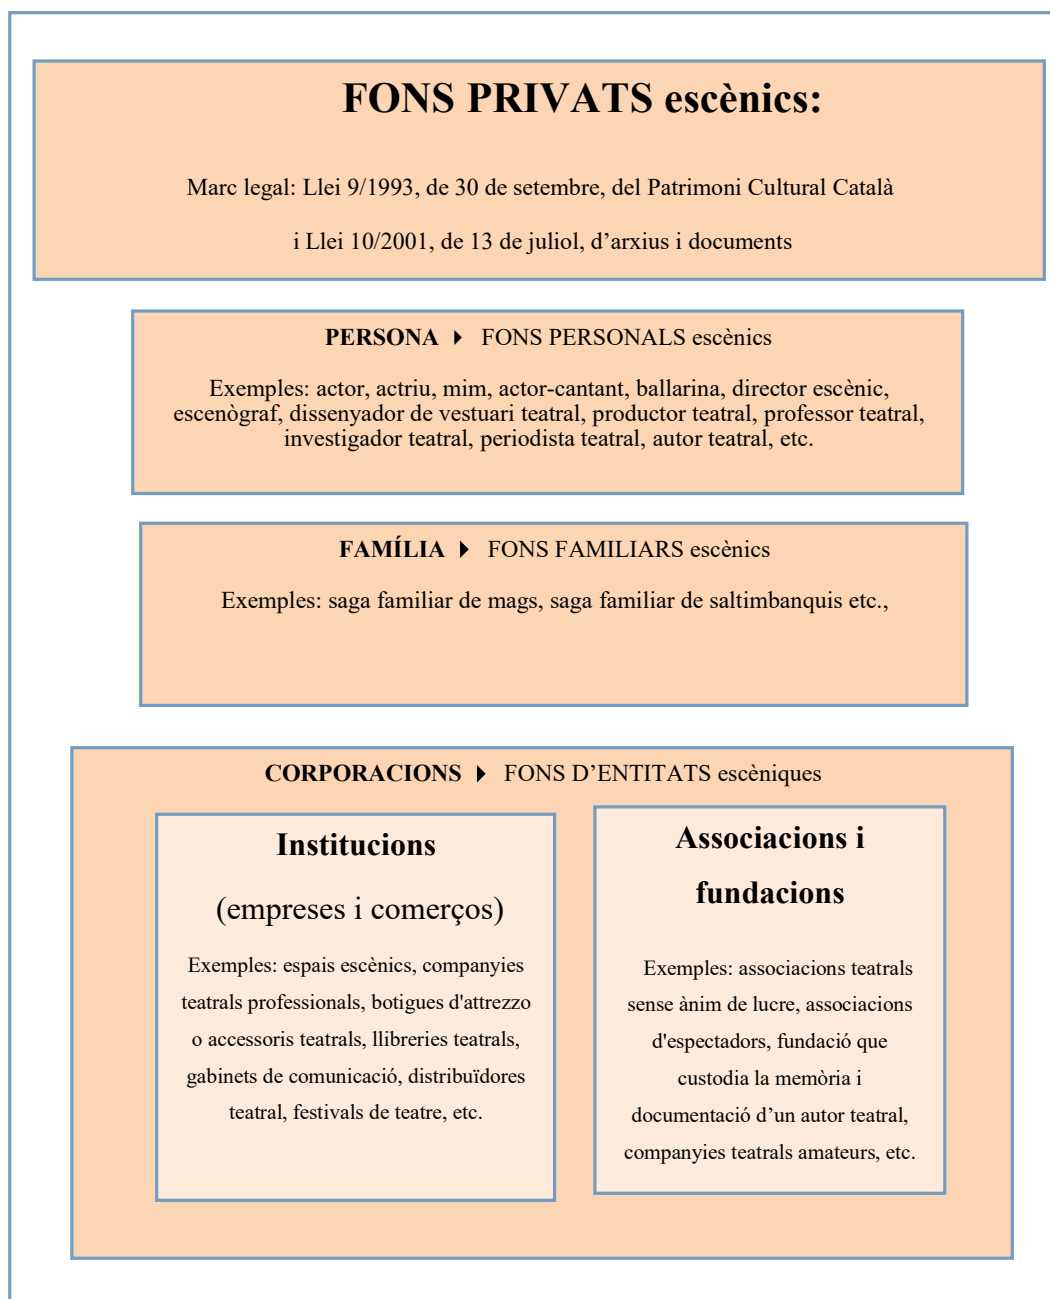 FONS PRIVATS escènics:
Marc legal: Llei 9/1993, de 30 de setembre, del Patrimoni Cultural Català
i Llei 10/2001, de 13 de juliol, d’arxius i documents
PERSONA ▶ FONS PERSONALS escènics
Exemples: actor, actriu, mim, actor-cantant, ballarina, director escènic,
escenògraf, dissenyador de vestuari teatral, productor teatral, professor teatral,
investigador teatral, periodista teatral, autor teatral, etc.
FAMÍLIA ▶ FONS FAMILIARS escènics
Exemples: saga familiar de mags, saga familiar de saltimbanquis etc.,
CORPORACIONS ▶ FONS D’ENTITATS escèniques
Institucions
(empreses i comerços)
Exemples: espais escènics, companyies
teatrals professionals, botigues d'attrezzo
o accessoris teatrals, llibreries teatrals,
gabinets de comunicació, distribuïdores
teatral, festivals de teatre, etc.
Associacions i
fundacions
Exemples: associacions teatrals
sense ànim de lucre, associacions
d'espectadors, fundació que
custodia la memòria i
documentació d’un autor teatral,
companyies teatrals amateurs, etc.